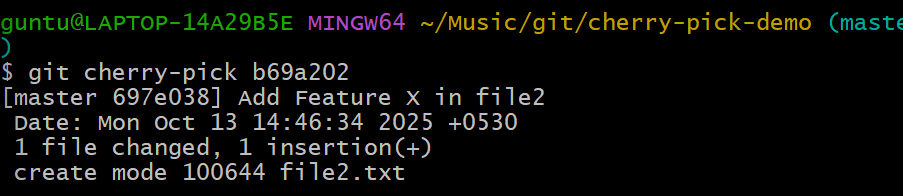 guntu@LAPTOP-14A29B5E MINGW64 ~/Music/git/cherry-pick-demo (maste
)
$ git cherry-pick b69a202
[master 697e038] Add Feature X in file2
 Date: Mon Oct 13 14:46:34 2025 +0530
 1 file changed, 1 insertion(+)
 create mode 100644 file2.txt